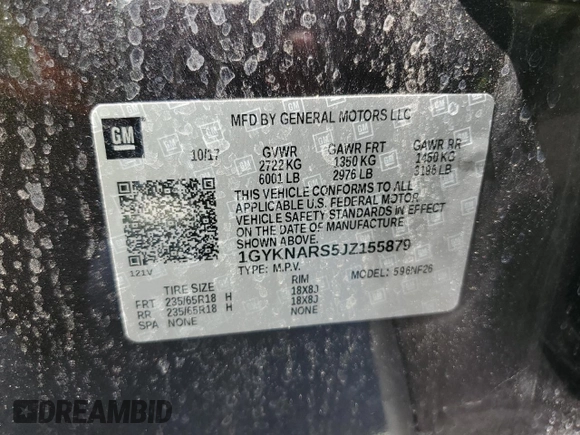 GM
MFD BY GENERAL MOTORS LLC
10/17 GVWR GAWR FRT GAWR RR
2722 KG 1350 KG 1450 KG
6001 LB 2976 LB 3196 LB
THIS VEHICLE CONFORMS TO ALL
APPLICABLE U.S. FEDERAL MOTOR
VEHICLE SAFETY STANDARDS IN EFFECT
ON THE DATE OF MANUFACTURE
SHOWN ABOVE.
1GYKNARS5JZ155879
TYPE: M.P.V. MODEL: 596NF26
121V
TIRE SIZE RIM
FRT 235/65R18 H 18X8J
RR 235/65R18 H 18X8J
SPA NONE NONE
DREAMBID